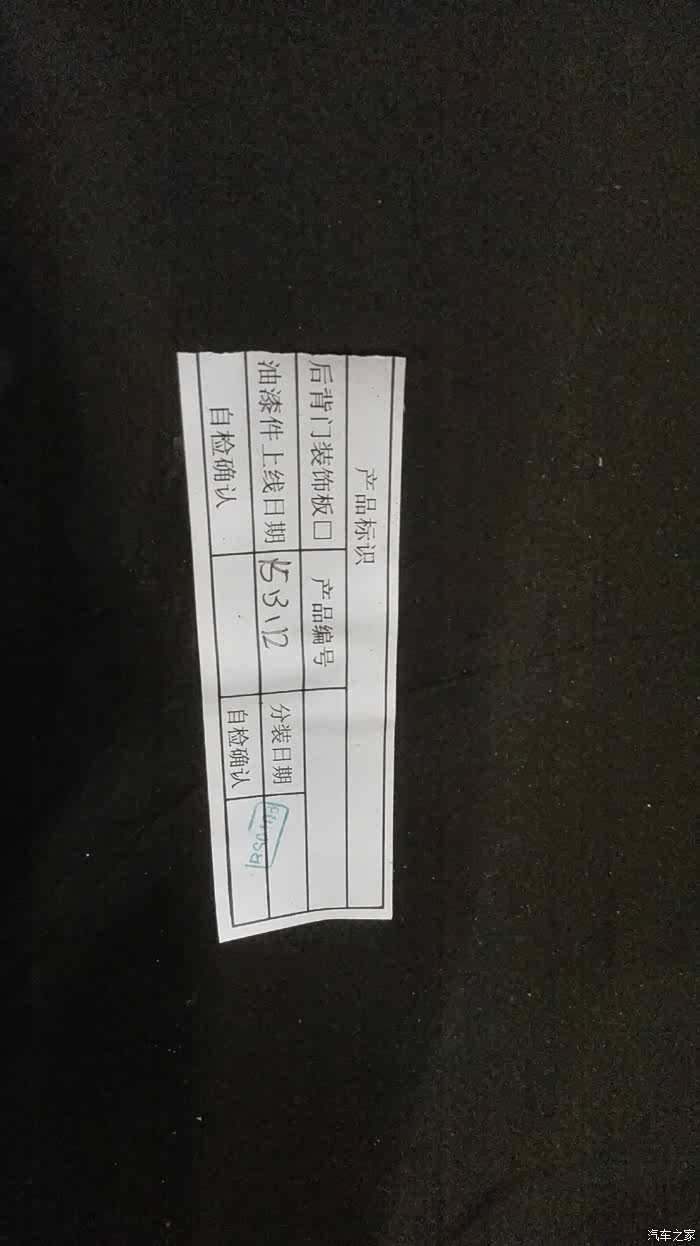 产品标识
后背门装饰板□ 产品编号
油漆件上线日期 15.3.12 分装日期
自检确认 自检确认
汽车之家